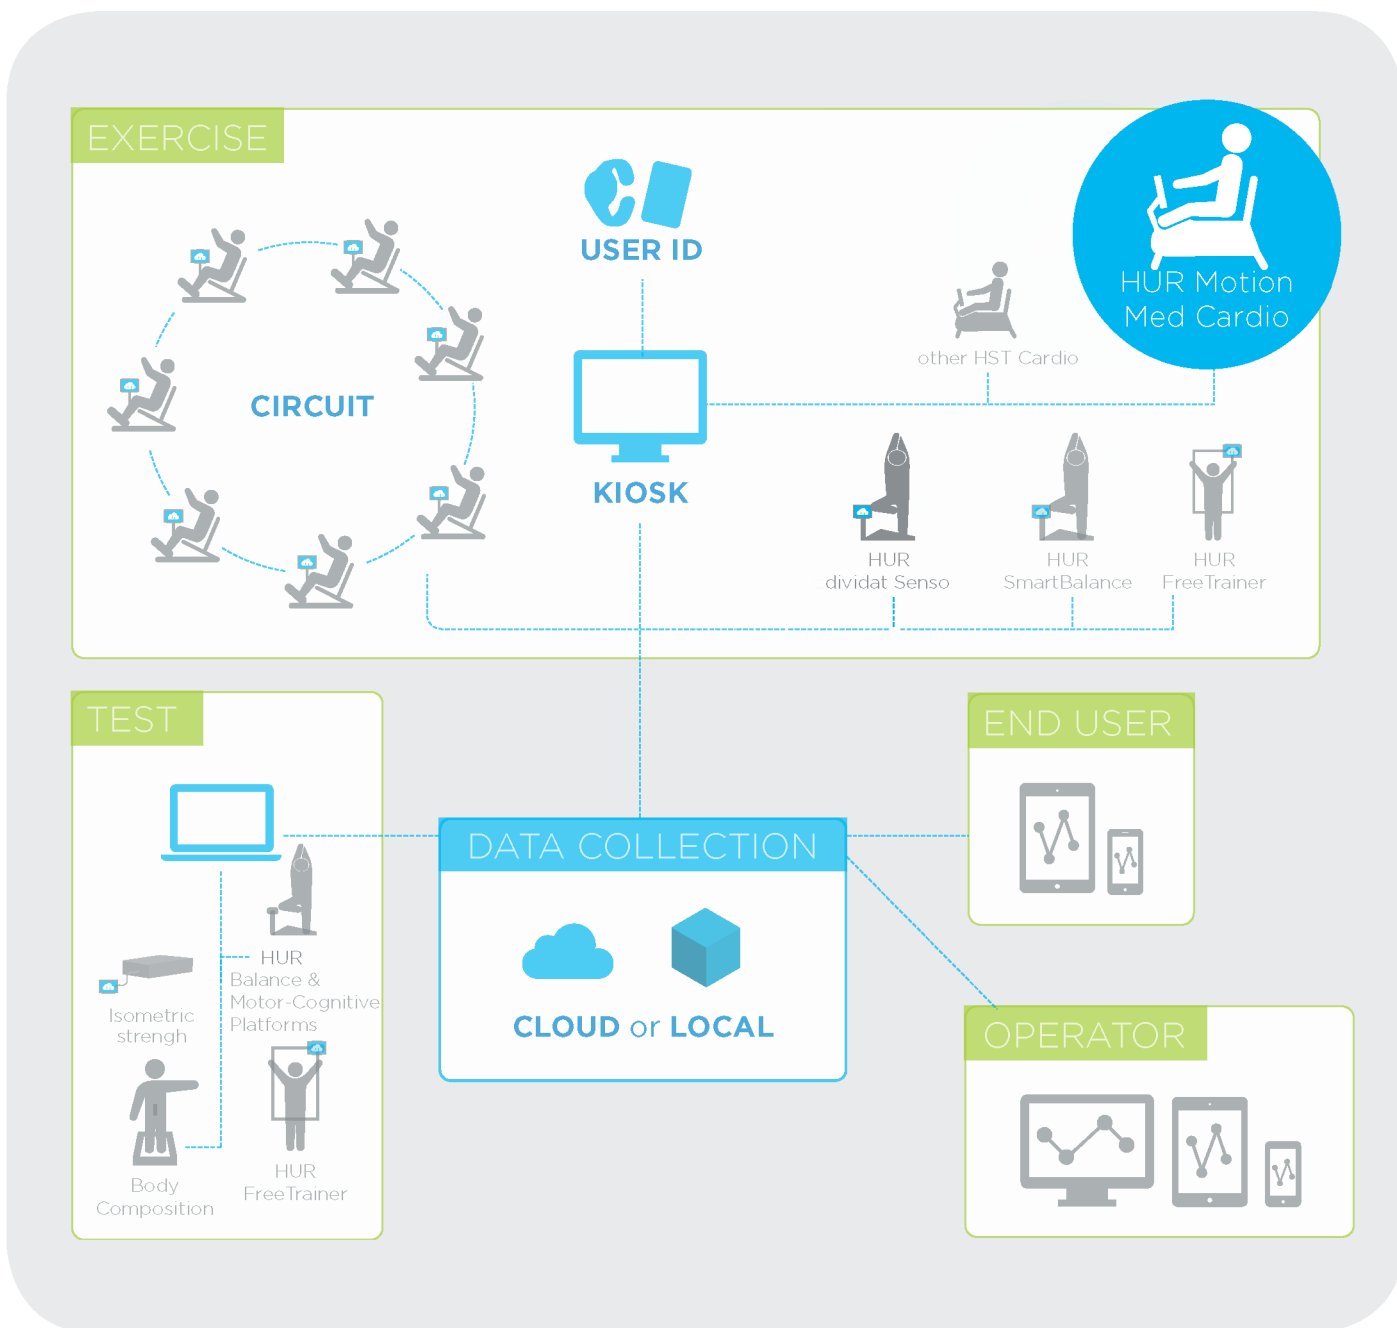 EXERCISE
USER ID
HUR Motion
Med Cardio
other HST Cardio
CIRCUIT
KIOSK
HUR
dividat Senso
HUR
SmartBalance
HUR
FreeTrainer
TEST
HUR
Balance &
Motor-Cognitive
Platforms
Isometric
strengh
Body
Composition
HUR
FreeTrainer
DATA COLLECTION
CLOUD or LOCAL
END USER
OPERATOR